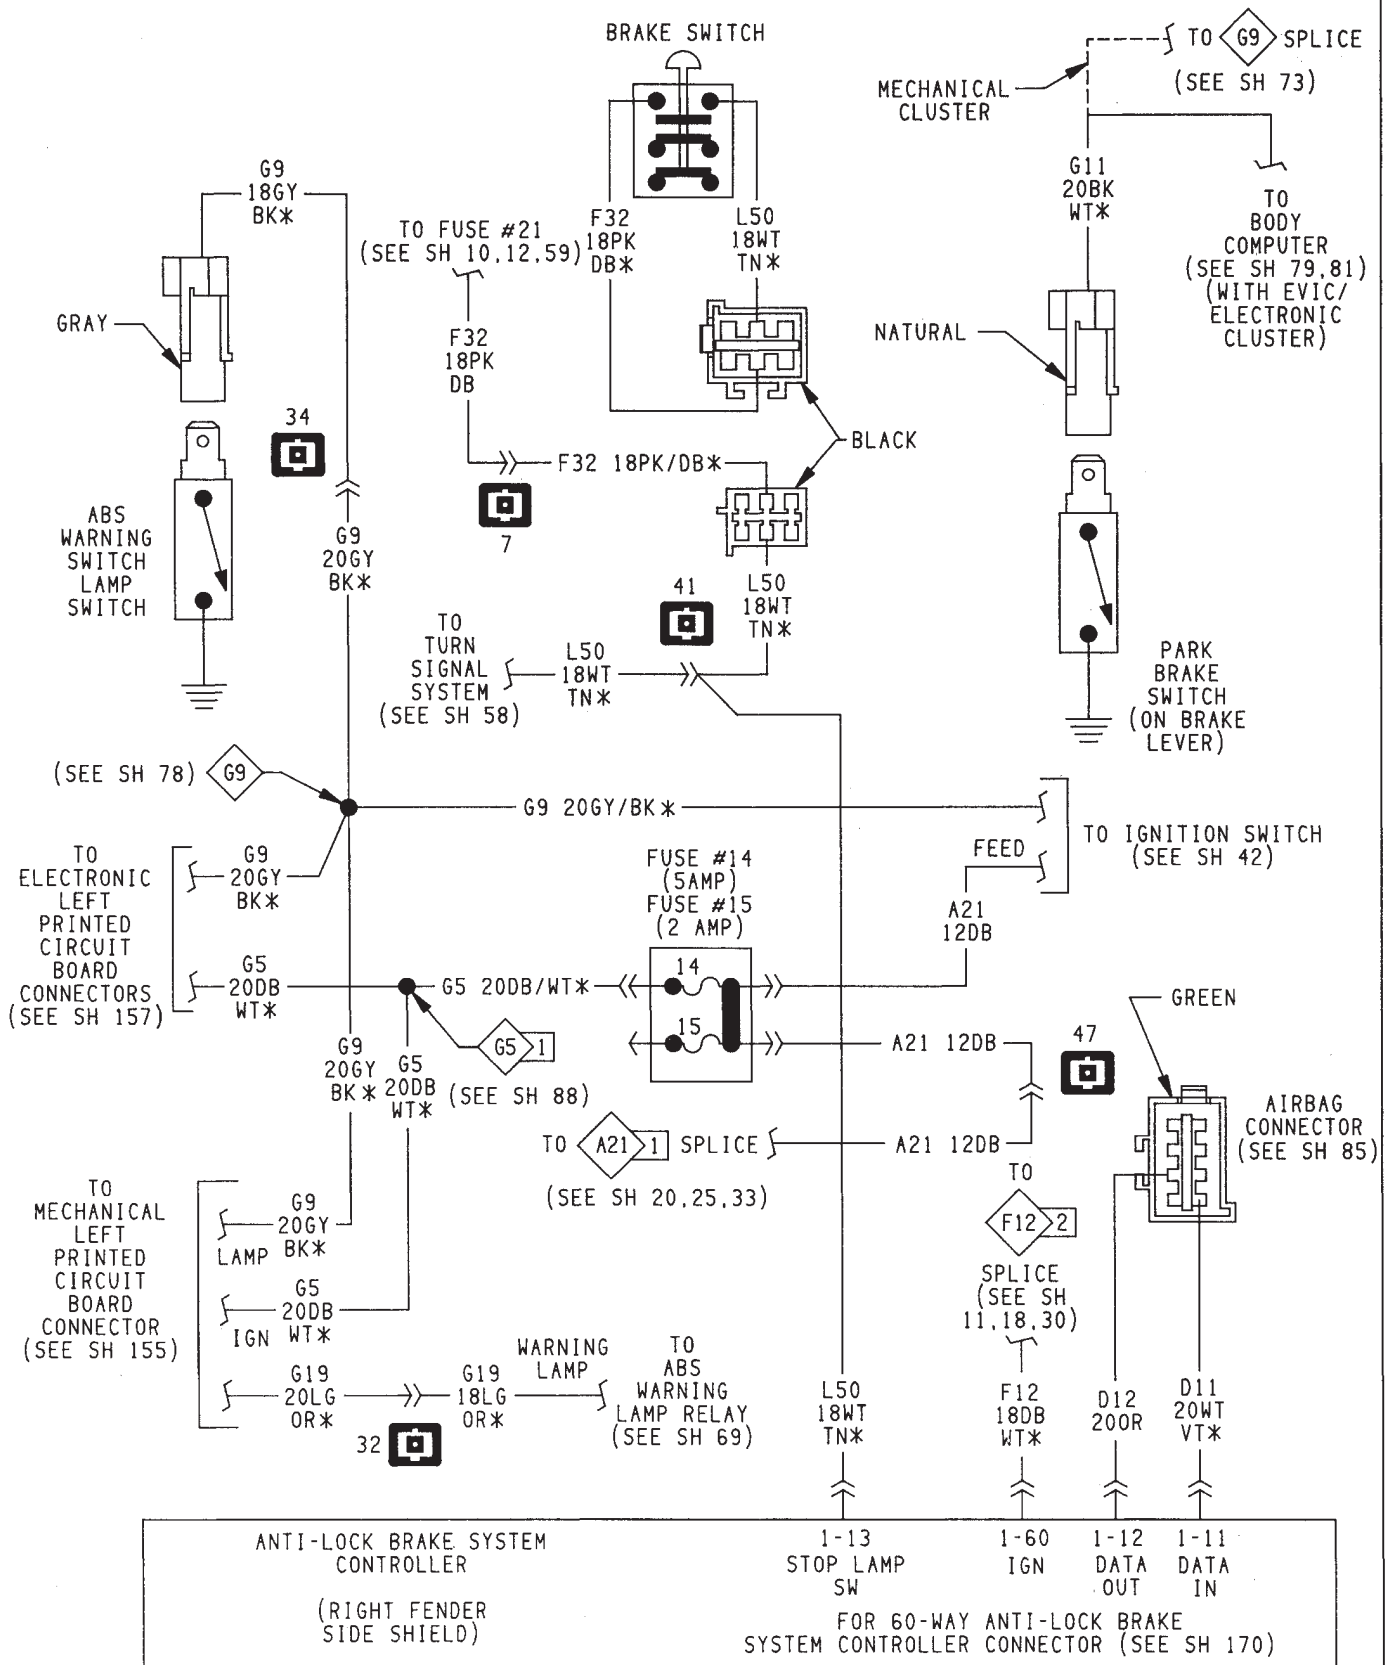 BRAKE SWITCH
TO G9 SPLICE
(SEE SH 73)
MECHANICAL
CLUSTER
G9
18GY
BK*
F32
18PK
DB*
L50
18WT
TN*
G11
20BK
WT*
TO
BODY
COMPUTER
(SEE SH 79,81)
(WITH EVIC/
ELECTRONIC
CLUSTER)
TO FUSE #21
(SEE SH 10,12,59)
GRAY
F32
18PK
DB
NATURAL
34
BLACK
F32 18PK/DB*
7
ABS
WARNING
SWITCH
LAMP
SWITCH
G9
20GY
BK*
41
L50
18WT
TN*
TO
TURN
SIGNAL
SYSTEM
(SEE SH 58)
L50
18WT
TN*
PARK
BRAKE
SWITCH
(ON BRAKE
LEVER)
(SEE SH 78) G9
G9 20GY/BK*
TO IGNITION SWITCH
(SEE SH 42)
FEED
TO
ELECTRONIC
LEFT
PRINTED
CIRCUIT
BOARD
CONNECTORS
(SEE SH 157)
G9
20GY
BK*
G5
20DB
WT*
FUSE #14
(5AMP)
FUSE #15
(2 AMP)
A21
12DB
14
15
G5 20DB/WT*
GREEN
G9
20GY
BK*
G5
20DB
WT*
G5 1
(SEE SH 88)
A21 12DB
47
AIRBAG
CONNECTOR
(SEE SH 85)
TO A21 1 SPLICE
A21 12DB
(SEE SH 20,25,33)
TO
F12 2
SPLICE
(SEE SH
11,18,30)
TO
MECHANICAL
LEFT
PRINTED
CIRCUIT
BOARD
CONNECTOR
(SEE SH 155)
G9
20GY
BK*
LAMP
G5
20DB
WT*
IGN
G19
20LG
OR*
G19
18LG
OR*
WARNING
LAMP
TO
ABS
WARNING
LAMP RELAY
(SEE SH 69)
32
L50
18WT
TN*
F12
18DB
WT*
D12
20OR
D11
20WT
VT*
ANTI-LOCK BRAKE SYSTEM
CONTROLLER
(RIGHT FENDER
SIDE SHIELD)
1-13
STOP LAMP
SW
1-60
IGN
1-12
DATA
OUT
1-11
DATA
IN
FOR 60-WAY ANTI-LOCK BRAKE
SYSTEM CONTROLLER CONNECTOR (SEE SH 170)